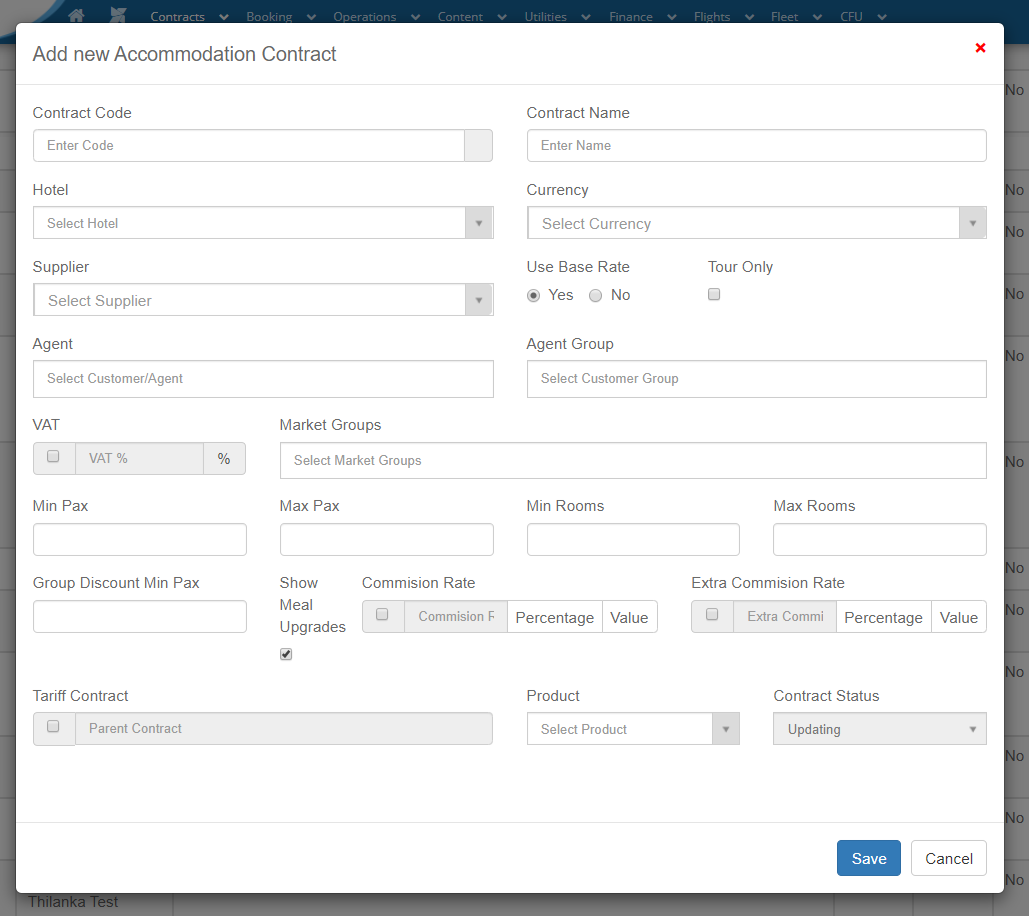 Contracts Booking Operations Content Utilities Finance Flights Fleet CFU
Add new Accommodation Contract
Contract Code Contract Name
Enter Code Enter Name
Hotel Currency
Select Hotel Select Currency
Supplier Use Base Rate Tour Only
Select Supplier Yes No
Agent Agent Group
Select Customer/Agent Select Customer Group
VAT Market Groups
VAT % % Select Market Groups
Min Pax Max Pax Min Rooms Max Rooms
Group Discount Min Pax Show Meal Upgrades Commision Rate Extra Commision Rate
Commision R Percentage Value Extra Commi Percentage Value
Tariff Contract Product Contract Status
Parent Contract Select Product Updating
Save Cancel
No
No
No
No
No
No
No
No
No
No
No
No
Thilanka Test